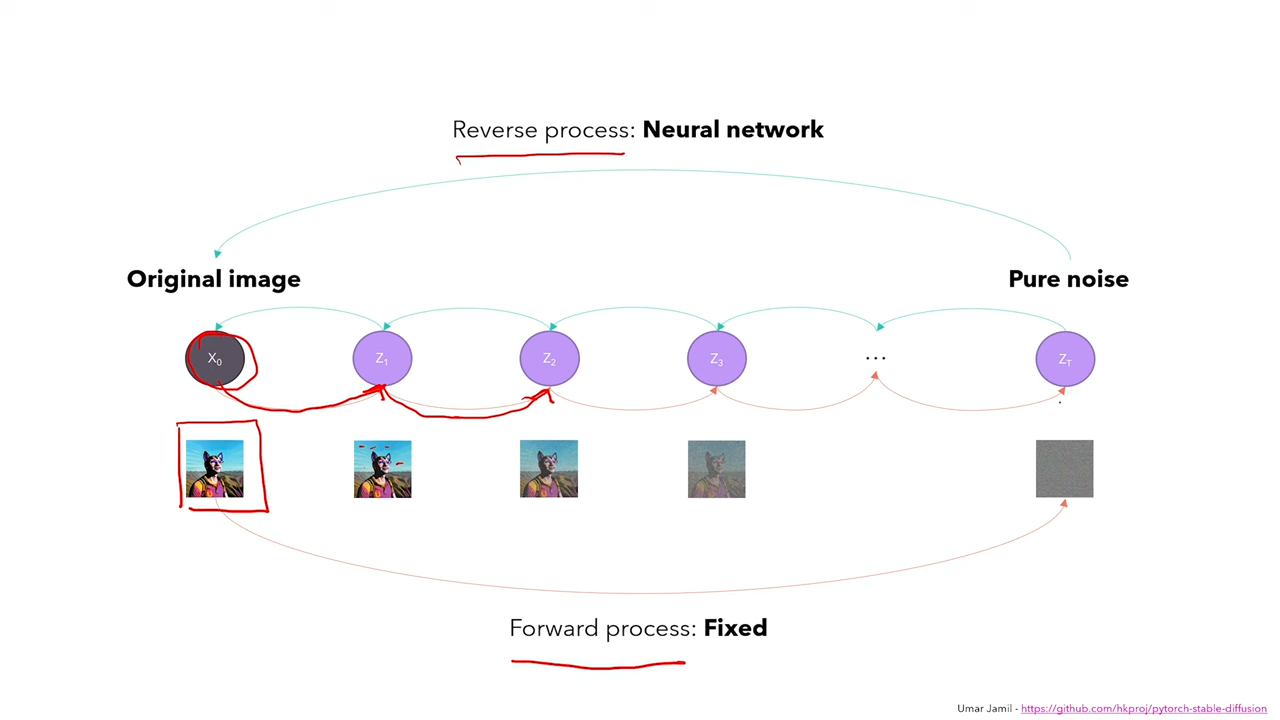 Reverse process: Neural network
Original image
Pure noise
X0
Z1
Z2
Z3
...
ZT
Forward process: Fixed
Umar Jamil - https://github.com/hkproj/pytorch-stable-diffusion